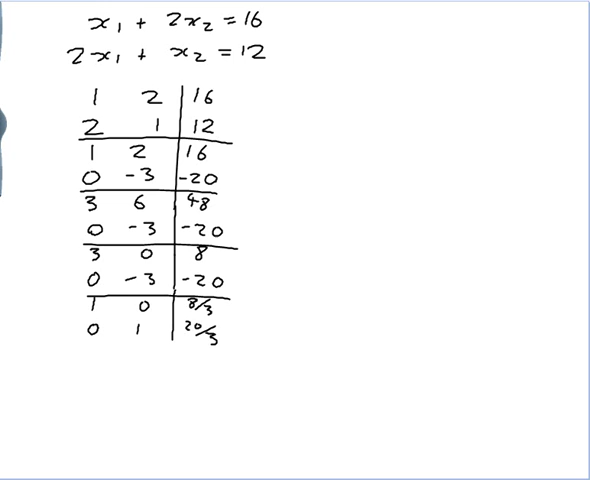 x₁ + 2x₂ = 16
2x₁ + x₂ = 12
1 2 | 16
2 1 | 12
1 2 | 16
0 -3 | -20
3 6 | 48
0 -3 | -20
3 0 | 8
0 -3 | -20
1 0 | 8/3
0 1 | 20/3